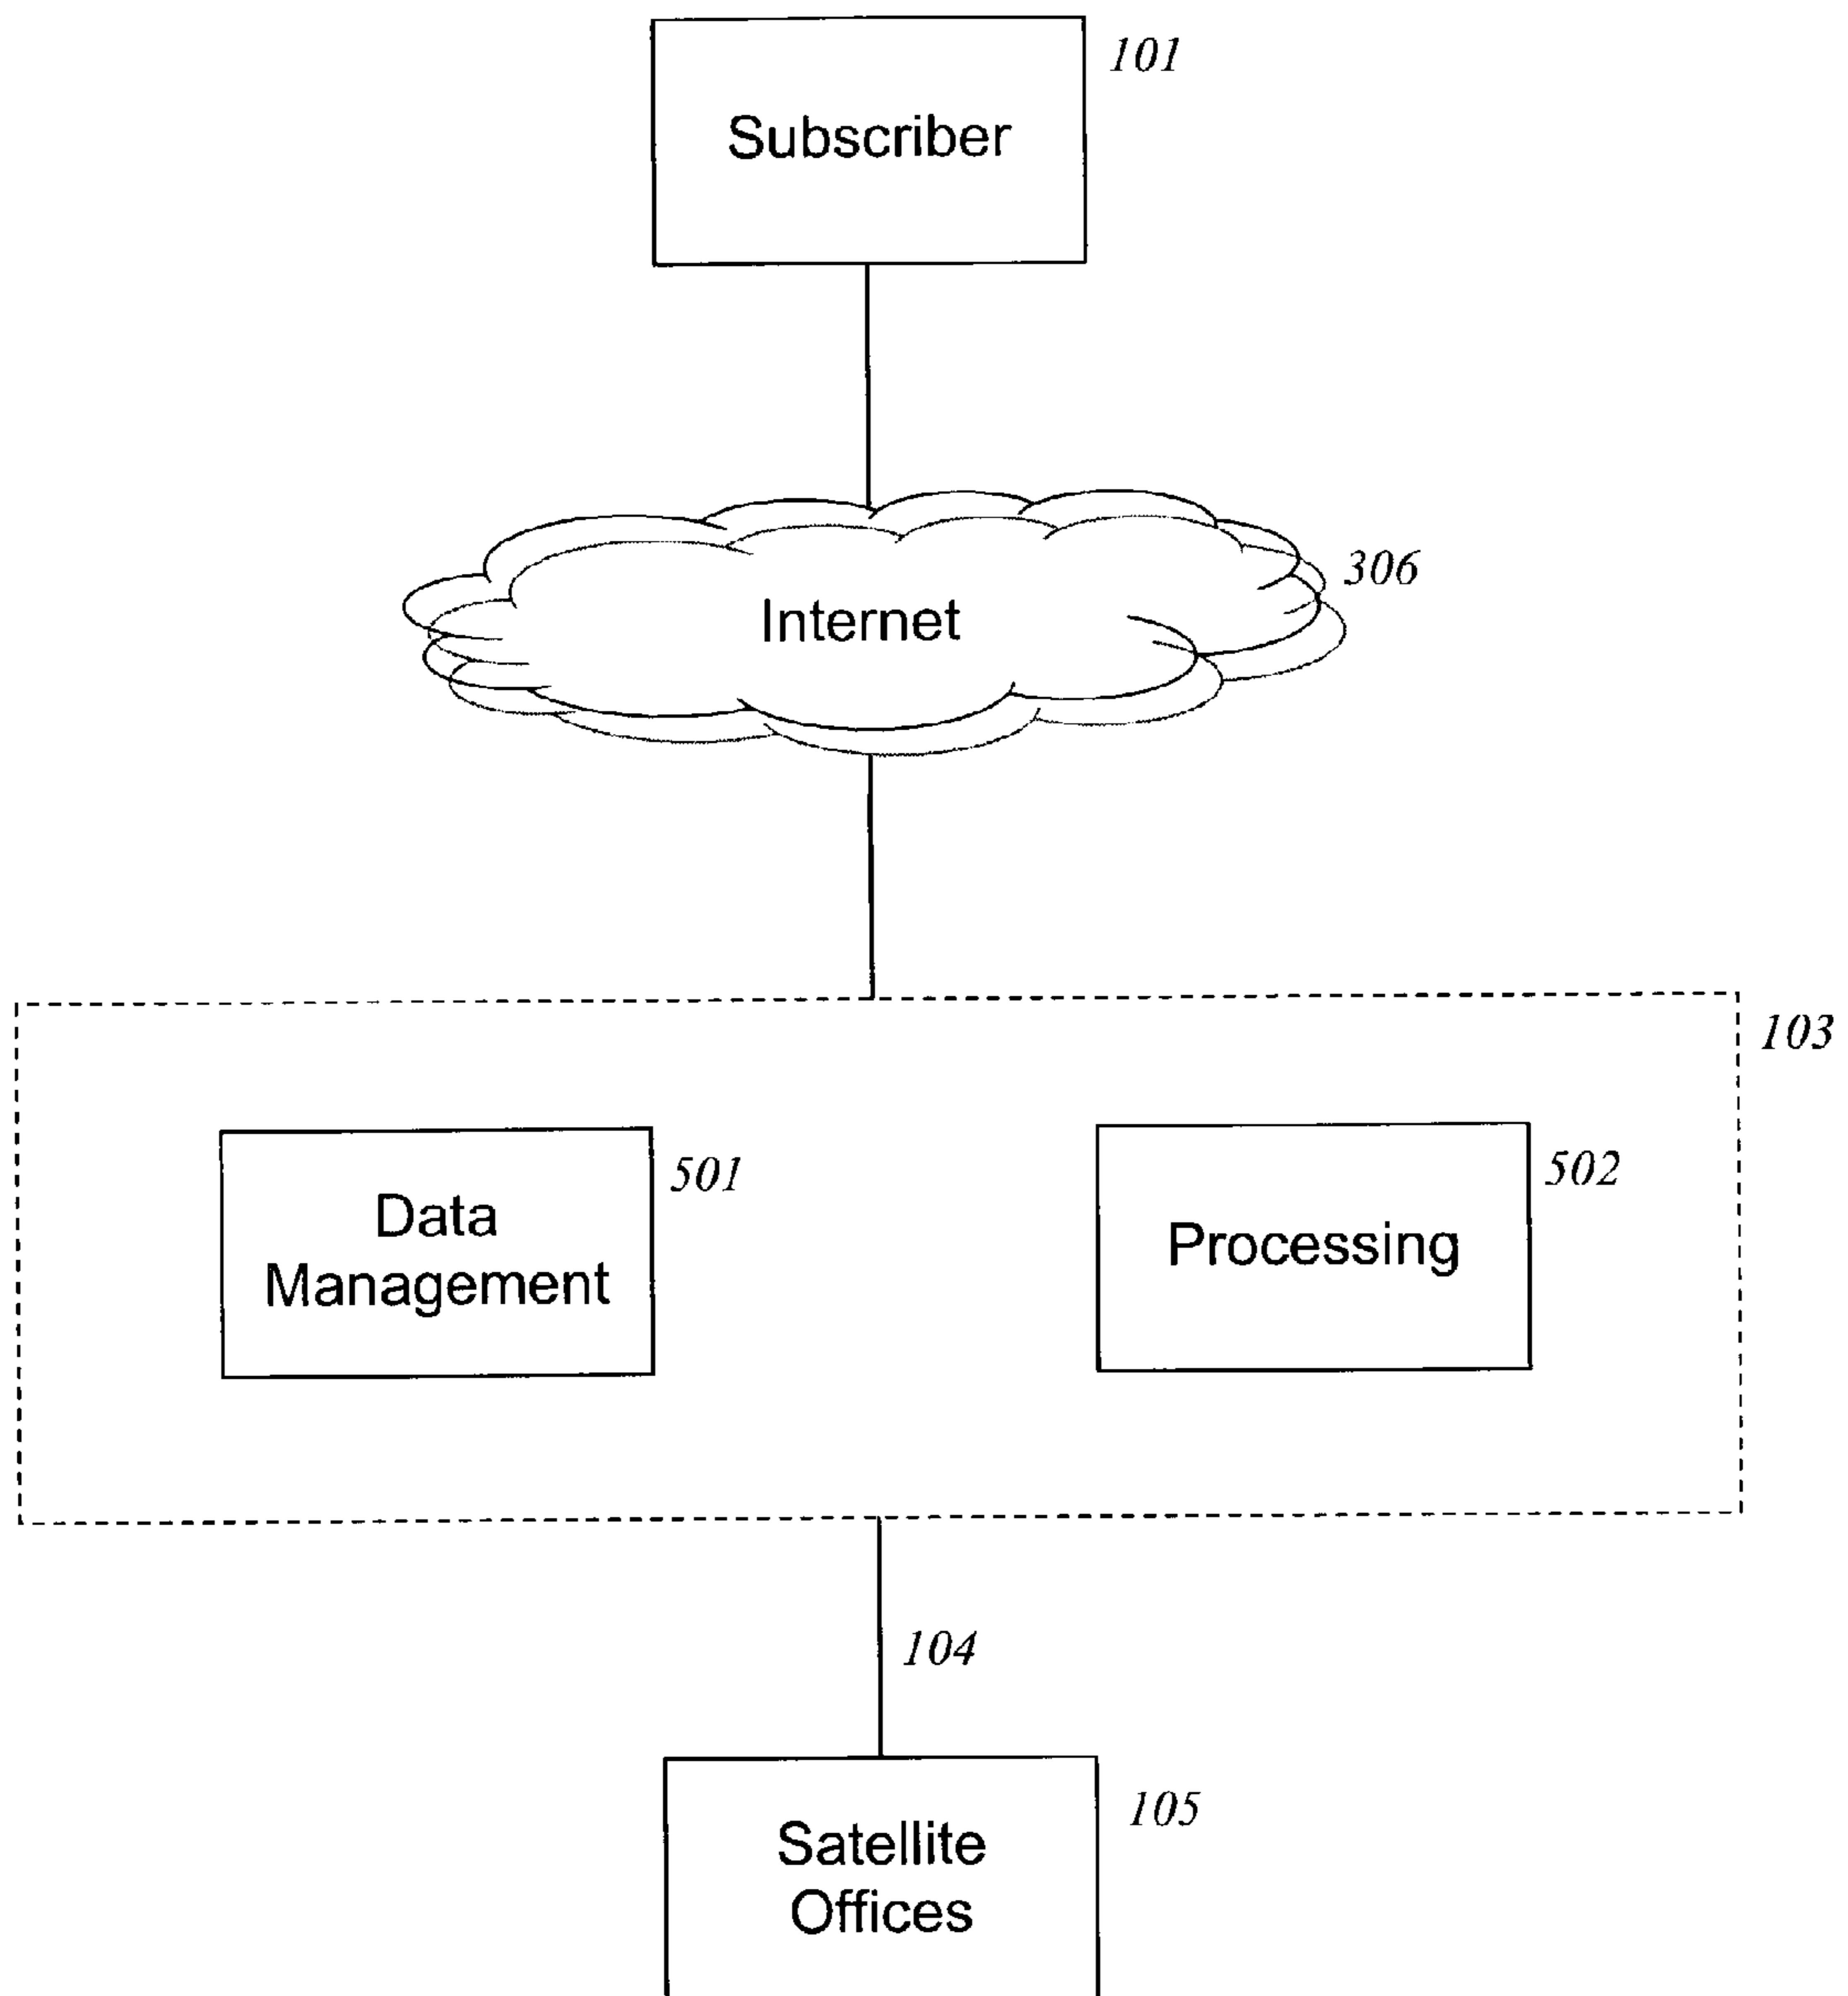 Subscriber
101
Internet
306
103
Data
Management
501
Processing
502
104
Satellite
Offices
105